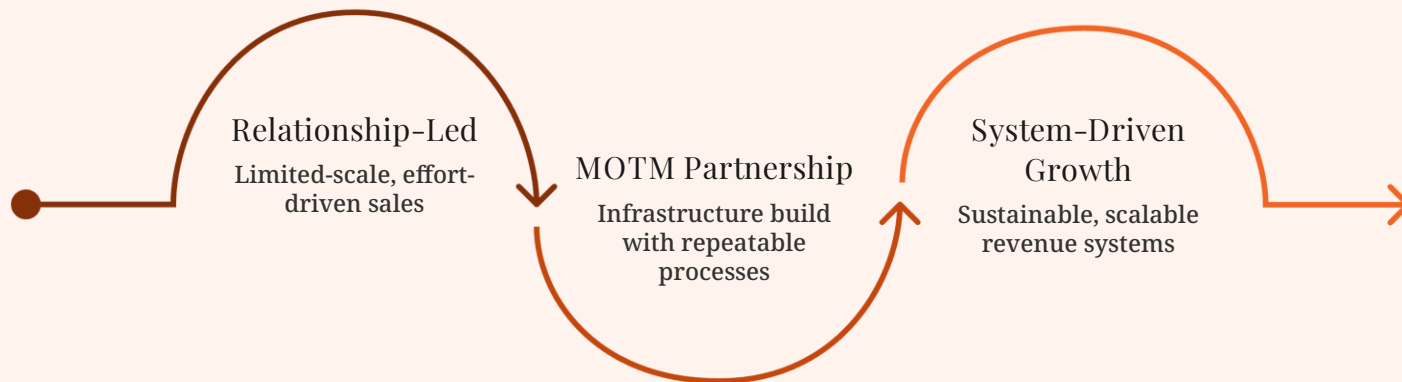 Relationship-Led
Limited-scale, effort-
driven sales
MOTM Partnership
Infrastructure build
with repeatable
processes
System-Driven
Growth
Sustainable, scalable
revenue systems